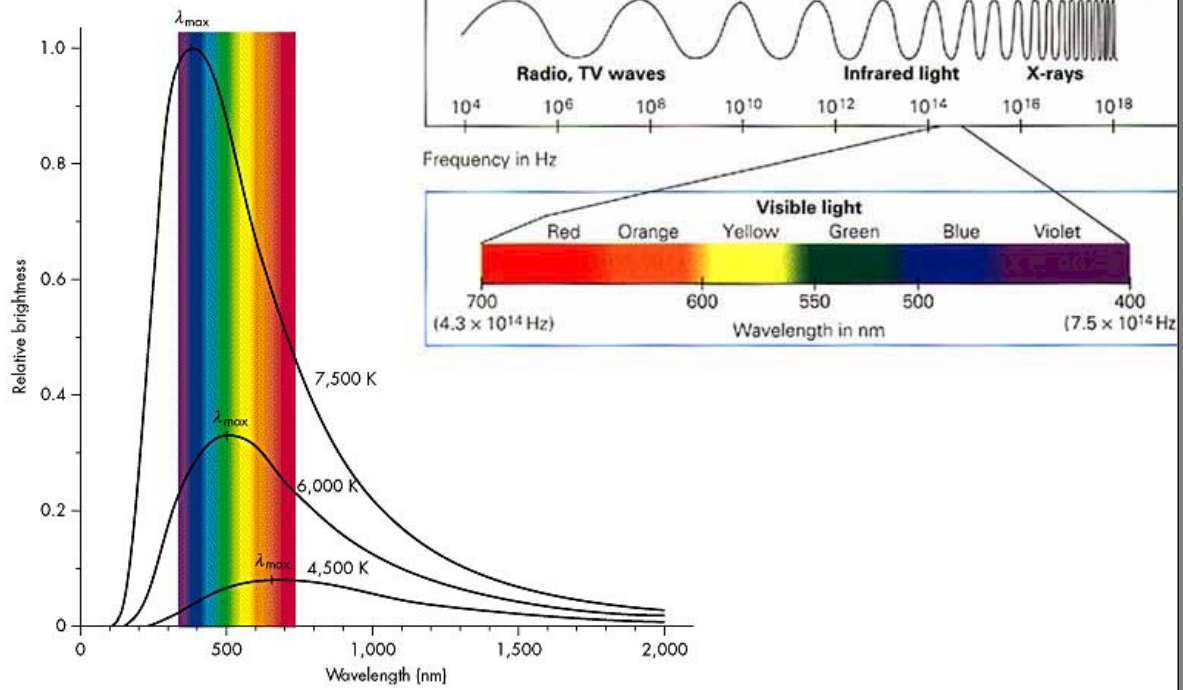 λmax
1.0
0.8
0.6
0.4
0.2
0
Relative brightness
7,500 K
λmax
6,000 K
λmax
4,500 K
0 500 1,000 1,500 2,000
Wavelength (nm)
Radio, TV waves Infrared light X-rays
10⁴ 10⁶ 10⁸ 10¹⁰ 10¹² 10¹⁴ 10¹⁶ 10¹⁸
Frequency in Hz
Visible light
Red Orange Yellow Green Blue Violet
700 600 550 500 400
(4.3 × 10¹⁴ Hz) (7.5 × 10¹⁴ Hz
Wavelength in nm